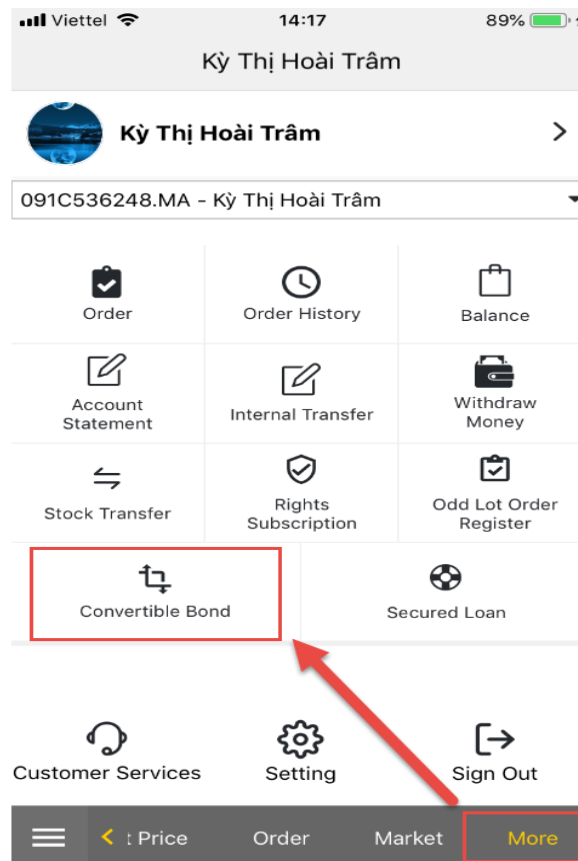 Viettel 14:17 89%
Kỳ Thị Hoài Trâm
Kỳ Thị Hoài Trâm
091C536248.MA - Kỳ Thị Hoài Trâm
Order Order History Balance
Account Statement Internal Transfer Withdraw Money
Stock Transfer Rights Subscription Odd Lot Order Register
Convertible Bond Secured Loan
Customer Services Setting Sign Out
t Price Order Market More